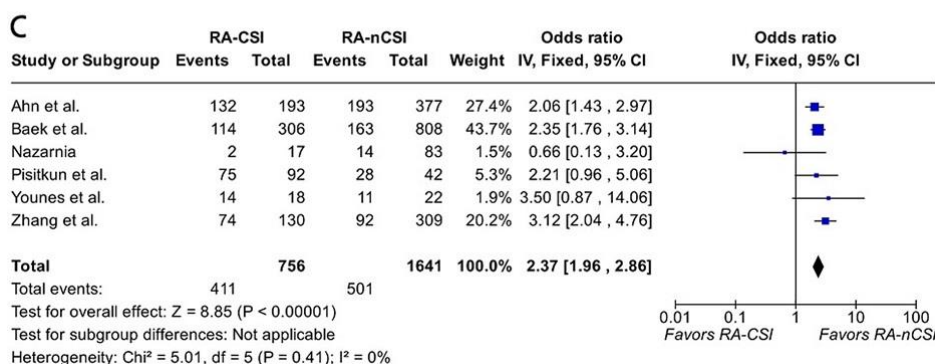 C
RA-CSI RA-nCSI Odds ratio Odds ratio
Study or Subgroup Events Total Events Total Weight IV, Fixed, 95% CI IV, Fixed, 95% CI
Ahn et al. 132 193 193 377 27.4% 2.06 [1.43 , 2.97]
Baek et al. 114 306 163 808 43.7% 2.35 [1.76 , 3.14]
Nazarnia 2 17 14 83 1.5% 0.66 [0.13 , 3.20]
Pisitkun et al. 75 92 28 42 5.3% 2.21 [0.96 , 5.06]
Younes et al. 14 18 11 22 1.9% 3.50 [0.87 , 14.06]
Zhang et al. 74 130 92 309 20.2% 3.12 [2.04 , 4.76]
Total 756 1641 100.0% 2.37 [1.96 , 2.86]
Total events: 411 501
Test for overall effect: Z = 8.85 (P < 0.00001)
0.01 0.1 1 10 100
Test for subgroup differences: Not applicable
Favors RA-CSI Favors RA-nCSI
Heterogeneity: Chi² = 5.01, df = 5 (P = 0.41); I² = 0%